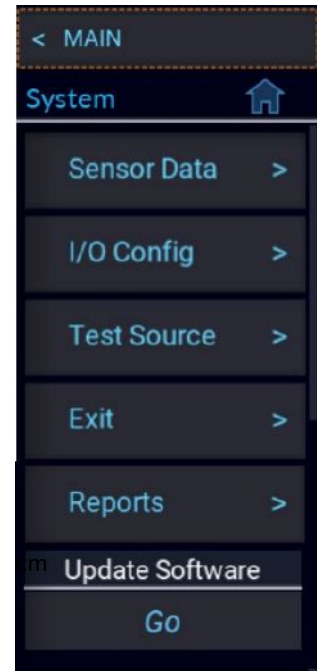 < MAIN
System
Sensor Data >
I/O Config >
Test Source >
Exit >
Reports >
Update Software
Go